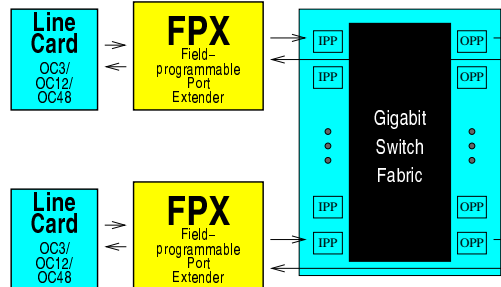 Line
Card
OC3/
OC12/
OC48
FPX
Field-
programmable
Port
Extender
IPP
IPP
Gigabit
Switch
Fabric
OPP
OPP
Line
Card
OC3/
OC12/
OC48
FPX
Field-
programmable
Port
Extender
IPP
IPP
OPP
OPP